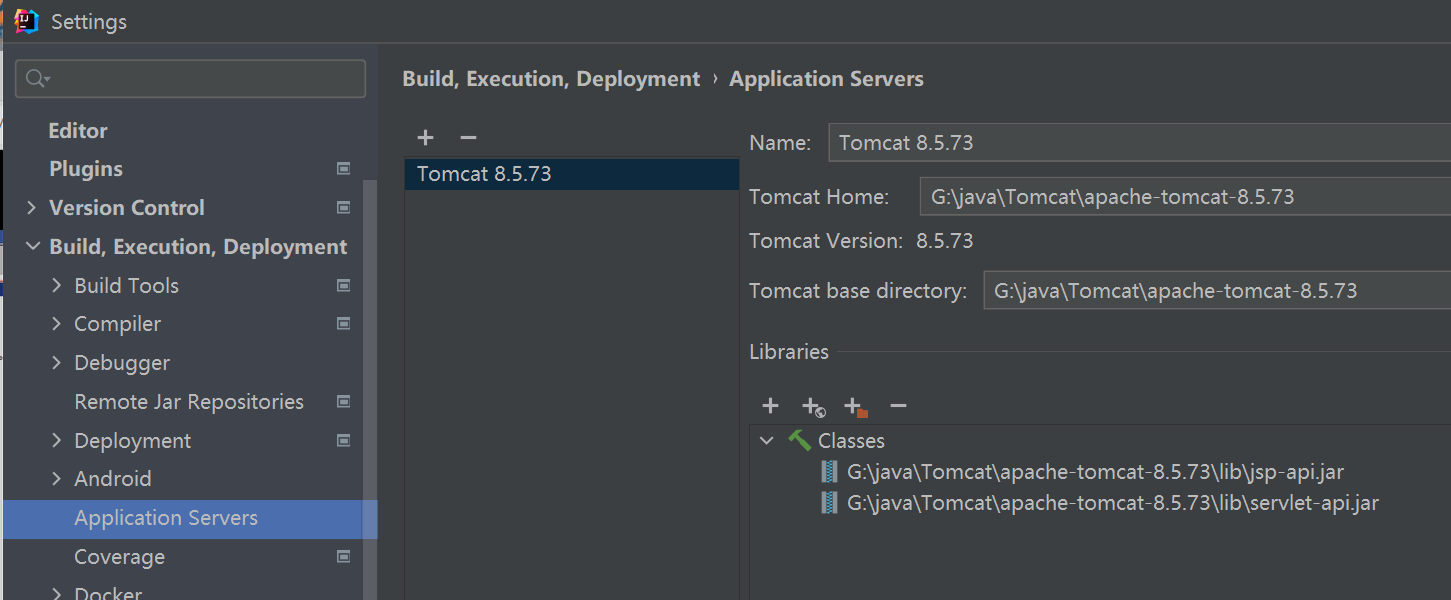 Settings
Editor
Plugins
Version Control
Build, Execution, Deployment
Build Tools
Compiler
Debugger
Remote Jar Repositories
Deployment
Android
Application Servers
Coverage
Docker
Build, Execution, Deployment › Application Servers
Tomcat 8.5.73
Name: Tomcat 8.5.73
Tomcat Home: G:\java\Tomcat\apache-tomcat-8.5.73
Tomcat Version: 8.5.73
Tomcat base directory: G:\java\Tomcat\apache-tomcat-8.5.73
Libraries
Classes
G:\java\Tomcat\apache-tomcat-8.5.73\lib\jsp-api.jar
G:\java\Tomcat\apache-tomcat-8.5.73\lib\servlet-api.jar